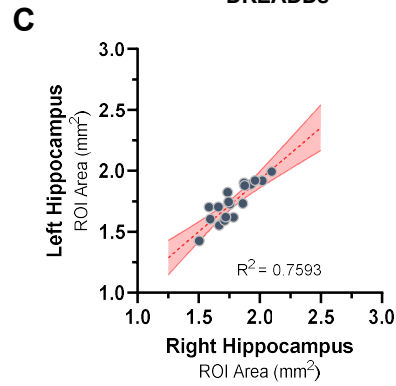 C
3.0
2.5
2.0
1.5
1.0
Left Hippocampus
ROI Area (mm²)
R² = 0.7593
1.0 1.5 2.0 2.5 3.0
Right Hippocampus
ROI Area (mm²)